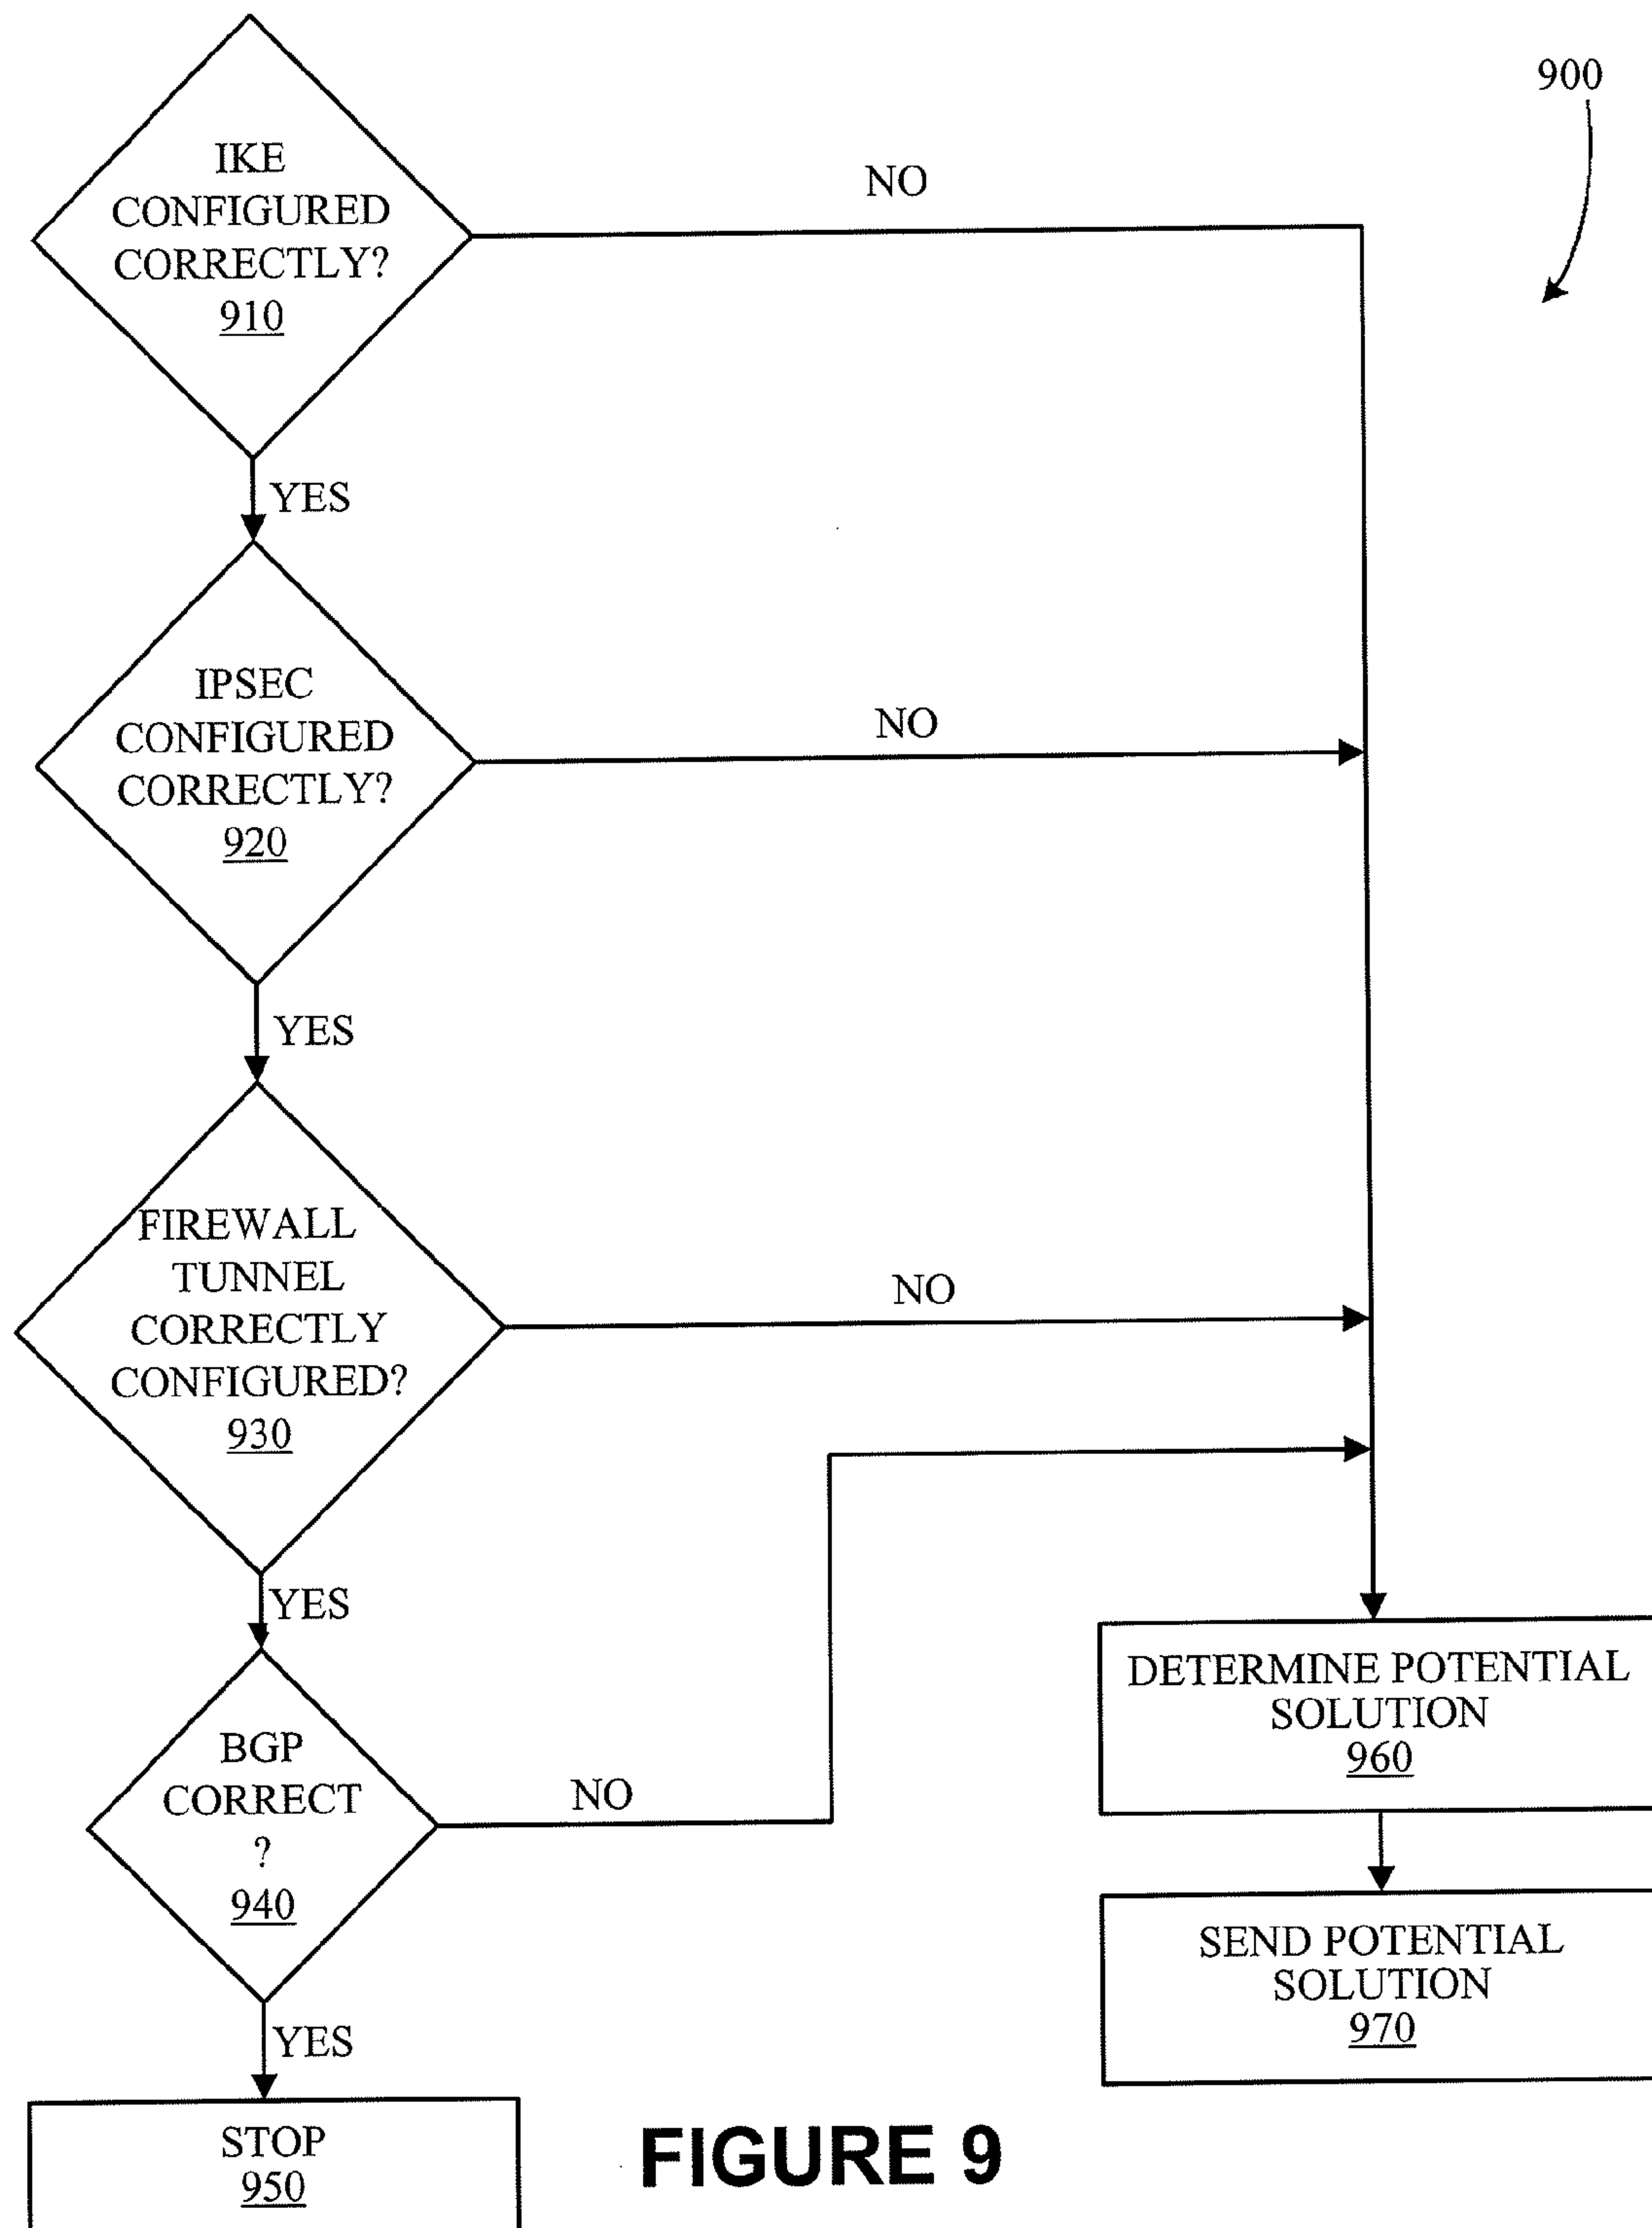 900
IKE
CONFIGURED
CORRECTLY?
910
NO
YES
IPSEC
CONFIGURED
CORRECTLY?
920
NO
YES
FIREWALL
TUNNEL
CORRECTLY
CONFIGURED?
930
NO
YES
BGP
CORRECT
?
940
NO
YES
STOP
950
DETERMINE POTENTIAL
SOLUTION
960
SEND POTENTIAL
SOLUTION
970
FIGURE 9